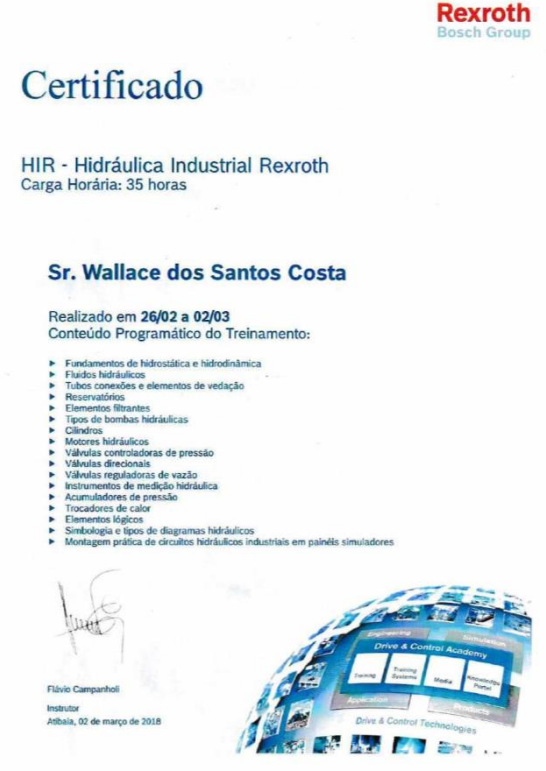 Rexroth
Bosch Group
Certificado
HIR - Hidráulica Industrial Rexroth
Carga Horária: 35 horas
Sr. Wallace dos Santos Costa
Realizado em 26/02 a 02/03
Conteúdo Programático do Treinamento:
► Fundamentos de hidrostática e hidrodinâmica
► Fluidos hidráulicos
► Tubos conexões e elementos de vedação
► Reservatórios
► Elementos filtrantes
► Tipos de bombas hidráulicas
► Cilindros
► Motores hidráulicos
► Válvulas controladoras de pressão
► Válvulas direcionais
► Válvulas reguladoras de vazão
► Instrumentos de medição hidráulica
► Acumuladores de pressão
► Trocadores de calor
► Elementos lógicos
► Simbologia e tipos de diagramas hidráulicos
► Montagem prática de circuitos hidráulicos industriais em painéis simuladores
Flávio Campanholi
Instrutor
Atibaia, 02 de março de 2018
Engineering
Simulation
Drive & Control Academy
Training
Training Systems
Media
Knowledge Portal
Application
Products
Drive & Control Technologies